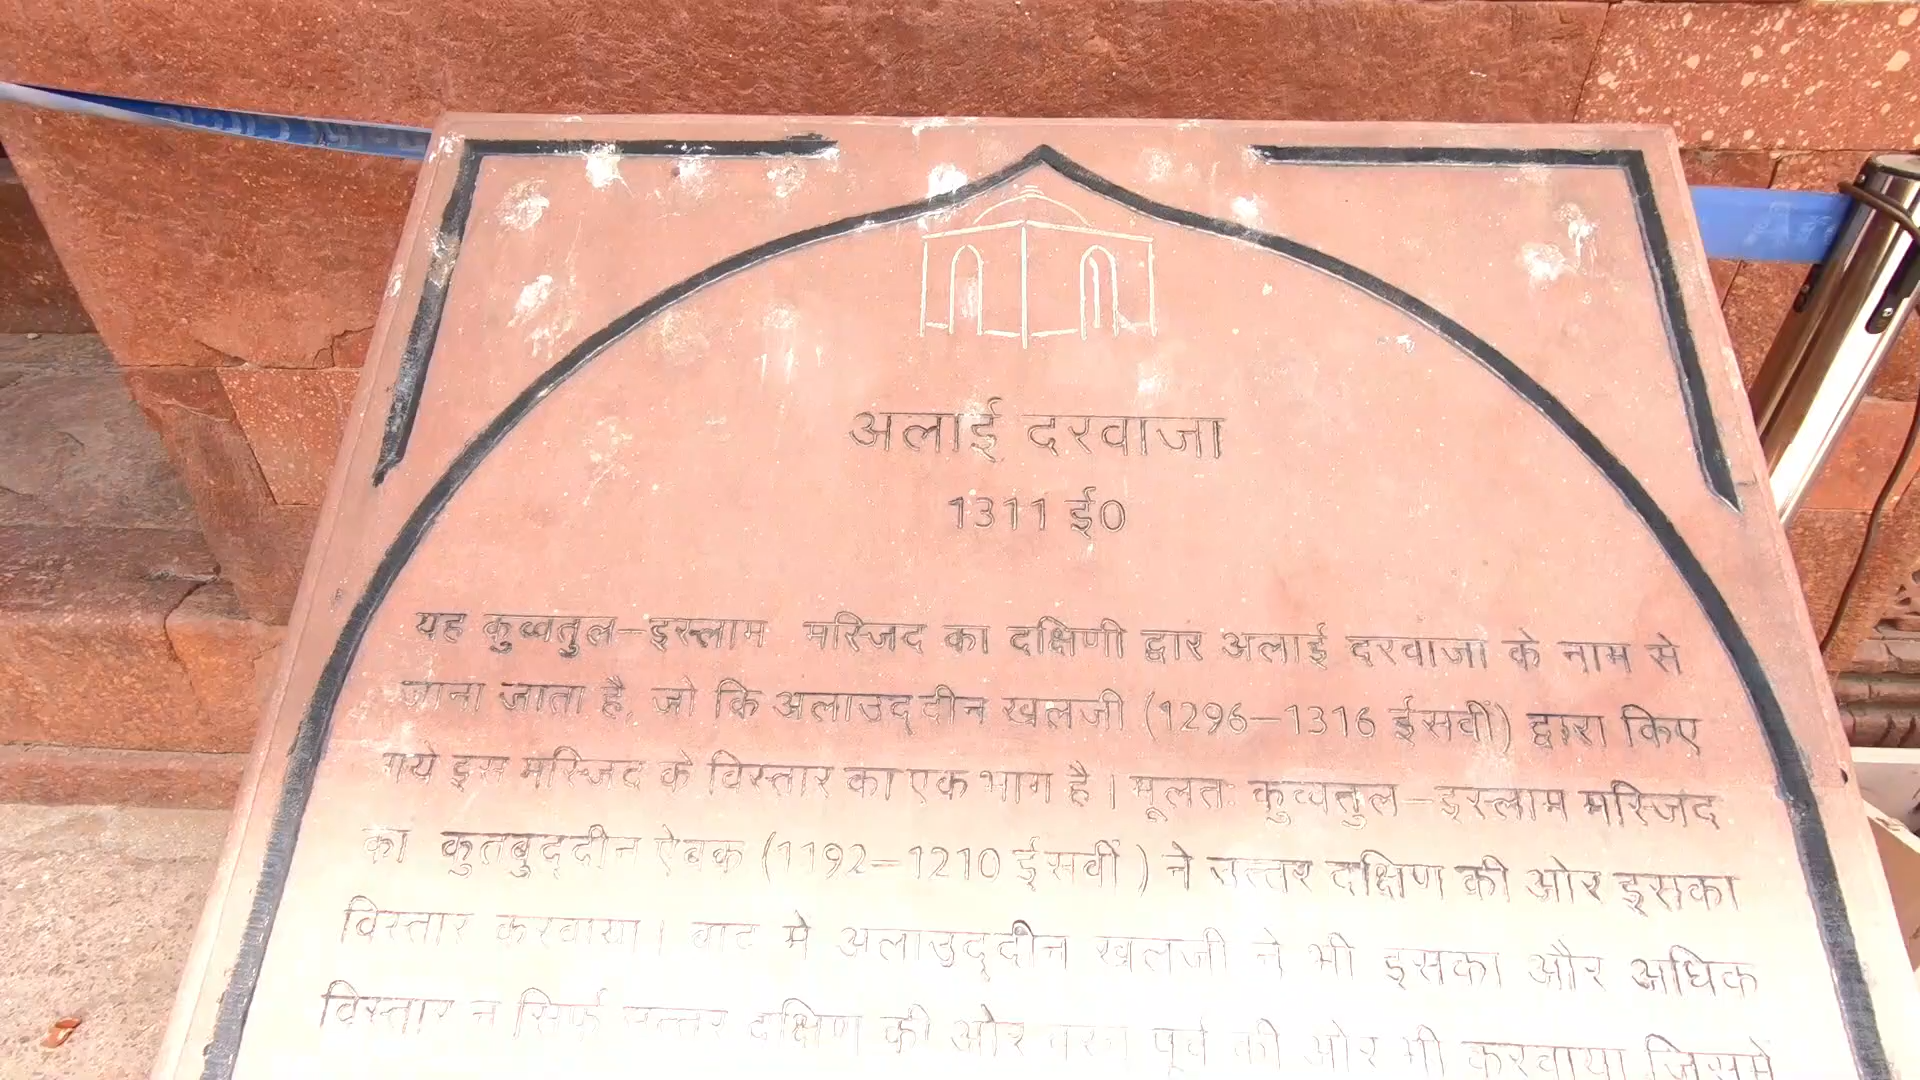 अलाई दरवाजा
1311 ई0
यह कुव्वतुल-इस्लाम मस्जिद का दक्षिणी द्वार अलाई दरवाजा के नाम से
जाना जाता है, जो कि अलाउद्दीन खलजी (1296-1316 ईसवीं) द्वारा किए
गये इस मस्जिद के विस्तार का एक भाग है। मूलतः कुव्वतुल-इस्लाम मस्जिद
का कुतबुद्दीन ऐबक (1192-1210 ईसवीं) ने उत्तर दक्षिण की ओर इसका
विस्तार करवाया। बाद मे अलाउद्दीन खलजी ने भी इसका और अधिक
विस्तार न सिर्फ उत्तर दक्षिण की ओर वरन पूर्व की ओर भी करवाया जिसमें